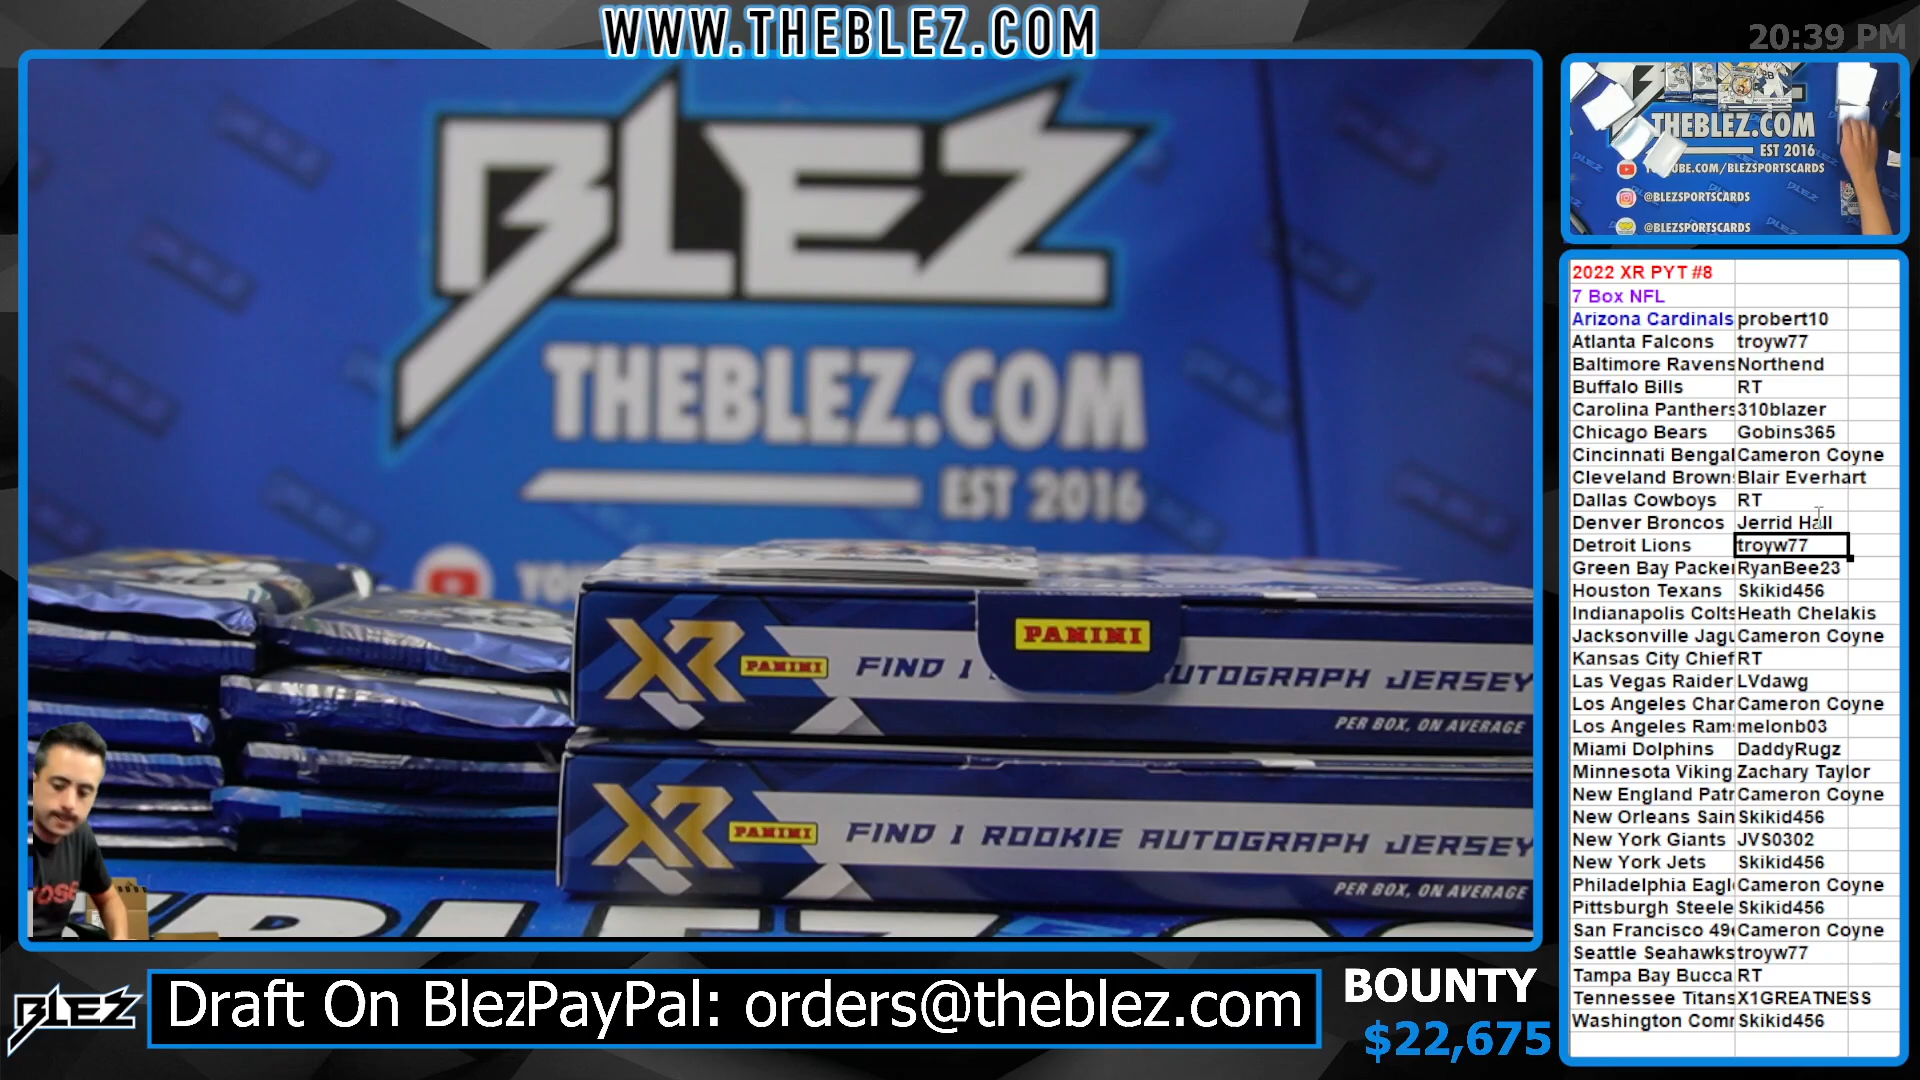 WWW.THEBLEZ.COM
20:39 PM
BLEZ
THEBLEZ.COM
EST 2016
PANINI
XR PANINI FIND 1 AUTOGRAPH JERSEY
PER BOX, ON AVERAGE
XR PANINI FIND 1 ROOKIE AUTOGRAPH JERSEY
PER BOX, ON AVERAGE
THEBLEZ.COM
EST 2016
UBE.COM/BLEZSPORTSCARDS
@BLEZSPORTSCARDS
@BLEZSPORTSCARDS
2022 XR PYT #8
7 Box NFL
Arizona Cardinals probert10
Atlanta Falcons troyw77
Baltimore Ravens Northend
Buffalo Bills RT
Carolina Panthers 310blazer
Chicago Bears Gobins365
Cincinnati Bengal Cameron Coyne
Cleveland Browns Blair Everhart
Dallas Cowboys RT
Denver Broncos Jerrid Hall
Detroit Lions troyw77
Green Bay Packer RyanBee23
Houston Texans Skikid456
Indianapolis Colts Heath Chelakis
Jacksonville Jagu Cameron Coyne
Kansas City Chief RT
Las Vegas Raider LVdawg
Los Angeles Char Cameron Coyne
Los Angeles Rams melonb03
Miami Dolphins DaddyRugz
Minnesota Viking Zachary Taylor
New England Patr Cameron Coyne
New Orleans Sain Skikid456
New York Giants JVS0302
New York Jets Skikid456
Philadelphia Eagl Cameron Coyne
Pittsburgh Steele Skikid456
San Francisco 49e Cameron Coyne
Seattle Seahawks troyw77
Tampa Bay Bucca RT
Tennessee Titans X1GREATNESS
Washington Com Skikid456
BLEZ
Draft On BlezPayPal: orders@theblez.com
BOUNTY
$22,675